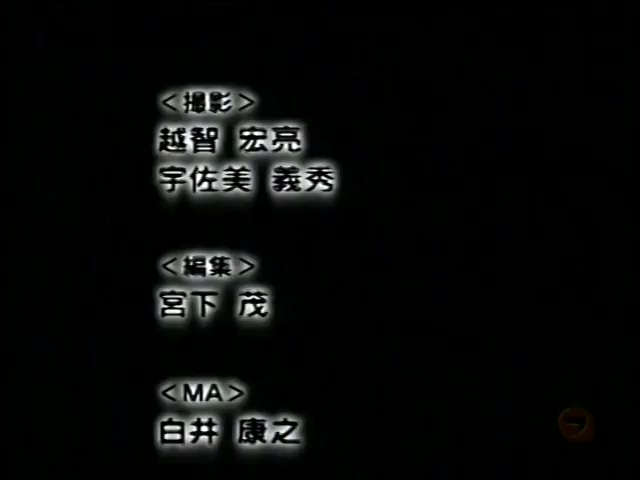 <撮影>
越智 宏亮
宇佐美 義秀
<編集>
宮下 茂
<MA>
白井 康之